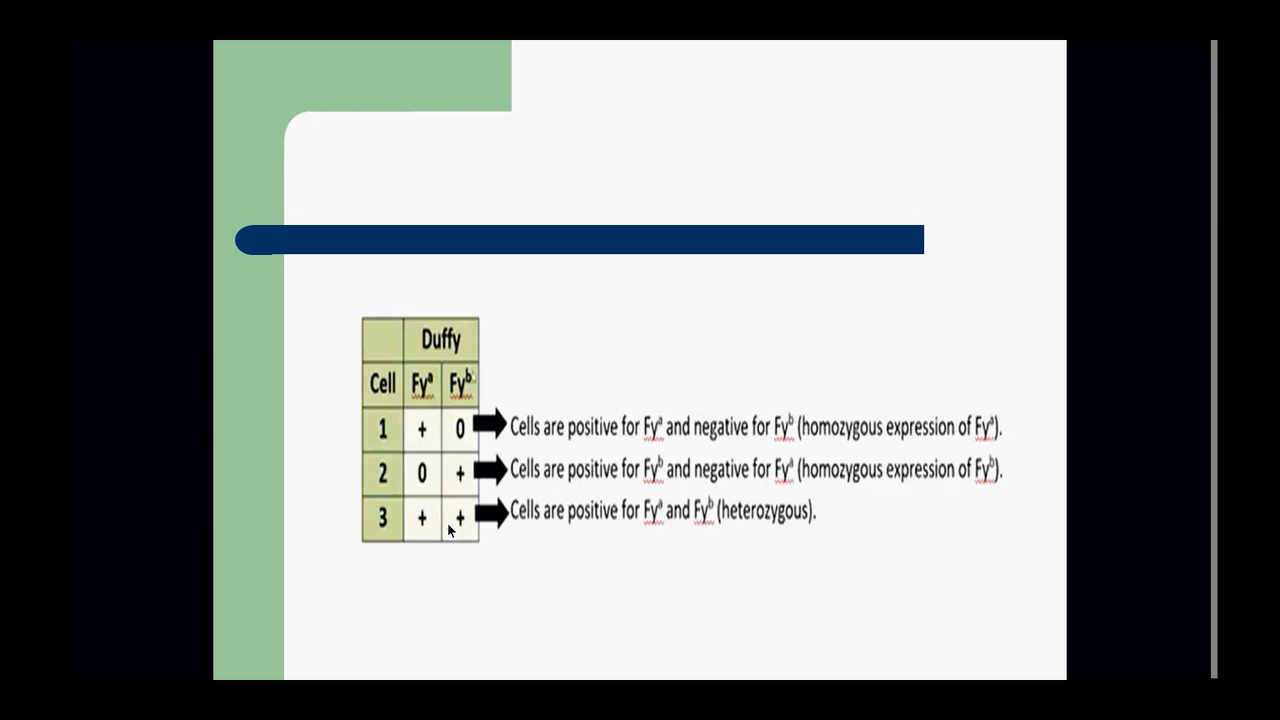 Duffy
Cell Fyᵃ Fyᵇ
1 + 0 Cells are positive for Fyᵃ and negative for Fyᵇ (homozygous expression of Fyᵃ).
2 0 + Cells are positive for Fyᵇ and negative for Fyᵃ (homozygous expression of Fyᵇ).
3 + + Cells are positive for Fyᵃ and Fyᵇ (heterozygous).